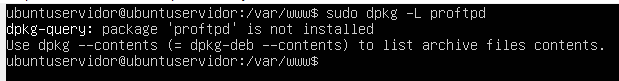 ubuntuservidor@ubuntuservidor:/var/www$ sudo dpkg -L proftpd
dpkg-query: package 'proftpd' is not installed
Use dpkg --contents (= dpkg-deb --contents) to list archive files contents.
ubuntuservidor@ubuntuservidor:/var/www$